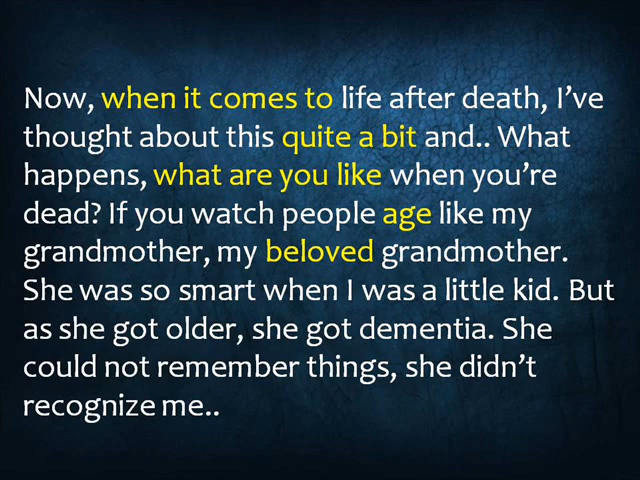 Now, when it comes to life after death, I’ve
thought about this quite a bit and.. What
happens, what are you like when you’re
dead? If you watch people age like my
grandmother, my beloved grandmother.
She was so smart when I was a little kid. But
as she got older, she got dementia. She
could not remember things, she didn’t
recognize me..